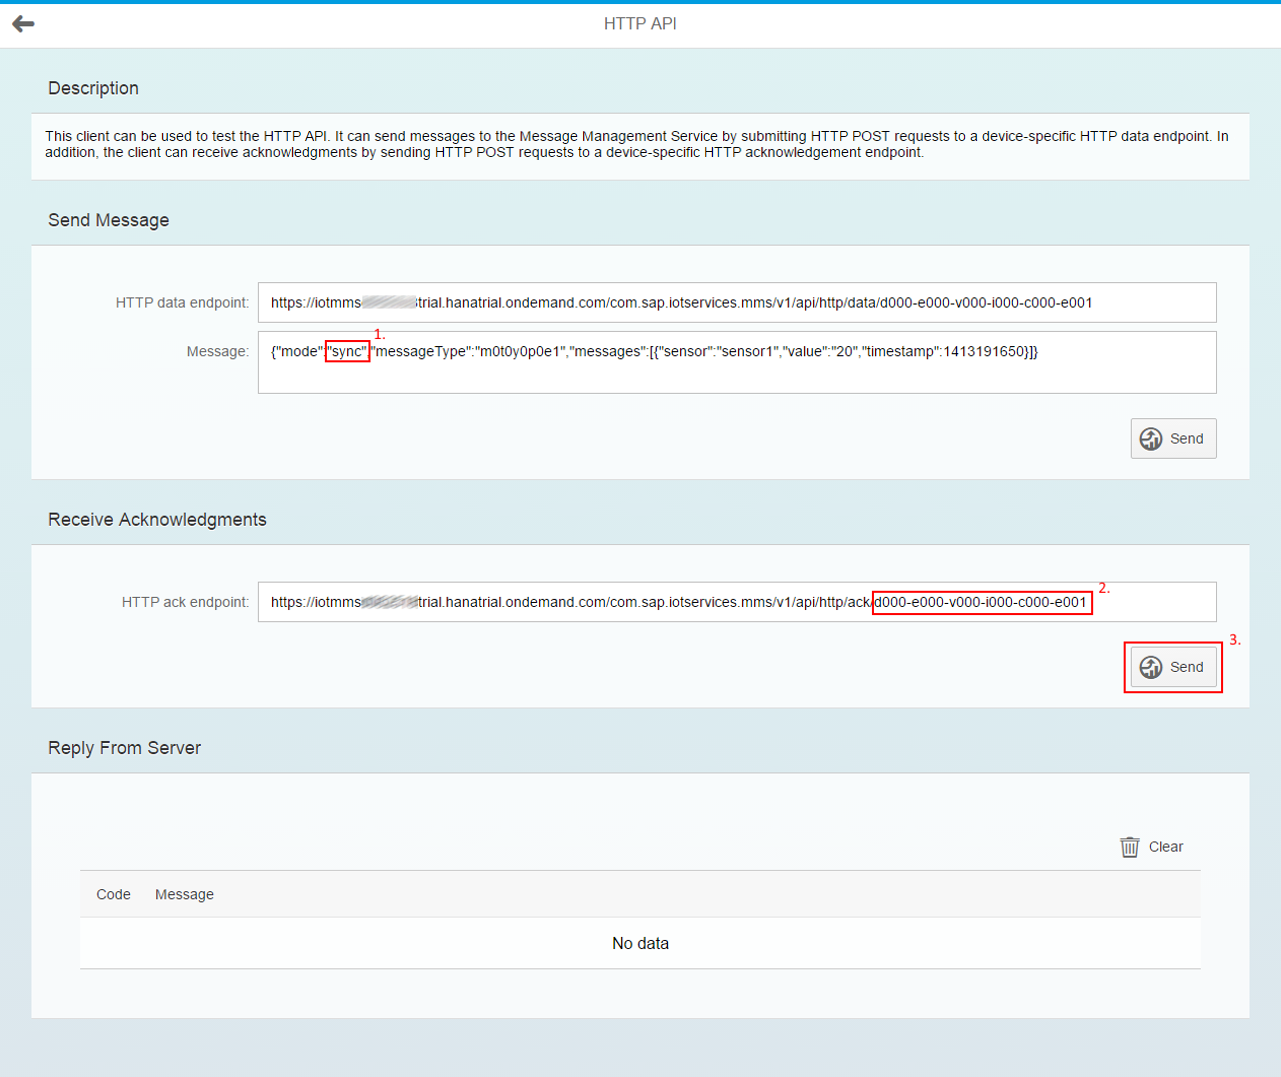 HTTP API
Description
This client can be used to test the HTTP API. It can send messages to the Message Management Service by submitting HTTP POST requests to a device-specific HTTP data endpoint. In
addition, the client can receive acknowledgments by sending HTTP POST requests to a device-specific HTTP acknowledgement endpoint.
Send Message
HTTP data endpoint: https://iotmms trial.hanatrial.ondemand.com/com.sap.iotservices.mms/v1/api/http/data/d000-e000-v000-i000-c000-e001
1.
Message: {"mode":"sync","messageType":"m0t0y0p0e1","messages":[{"sensor":"sensor1","value":"20","timestamp":1413191650}]}
Send
Receive Acknowledgments
2.
HTTP ack endpoint: https://iotmms trial.hanatrial.ondemand.com/com.sap.iotservices.mms/v1/api/http/ack/d000-e000-v000-i000-c000-e001
3.
Send
Reply From Server
Clear
Code Message
No data